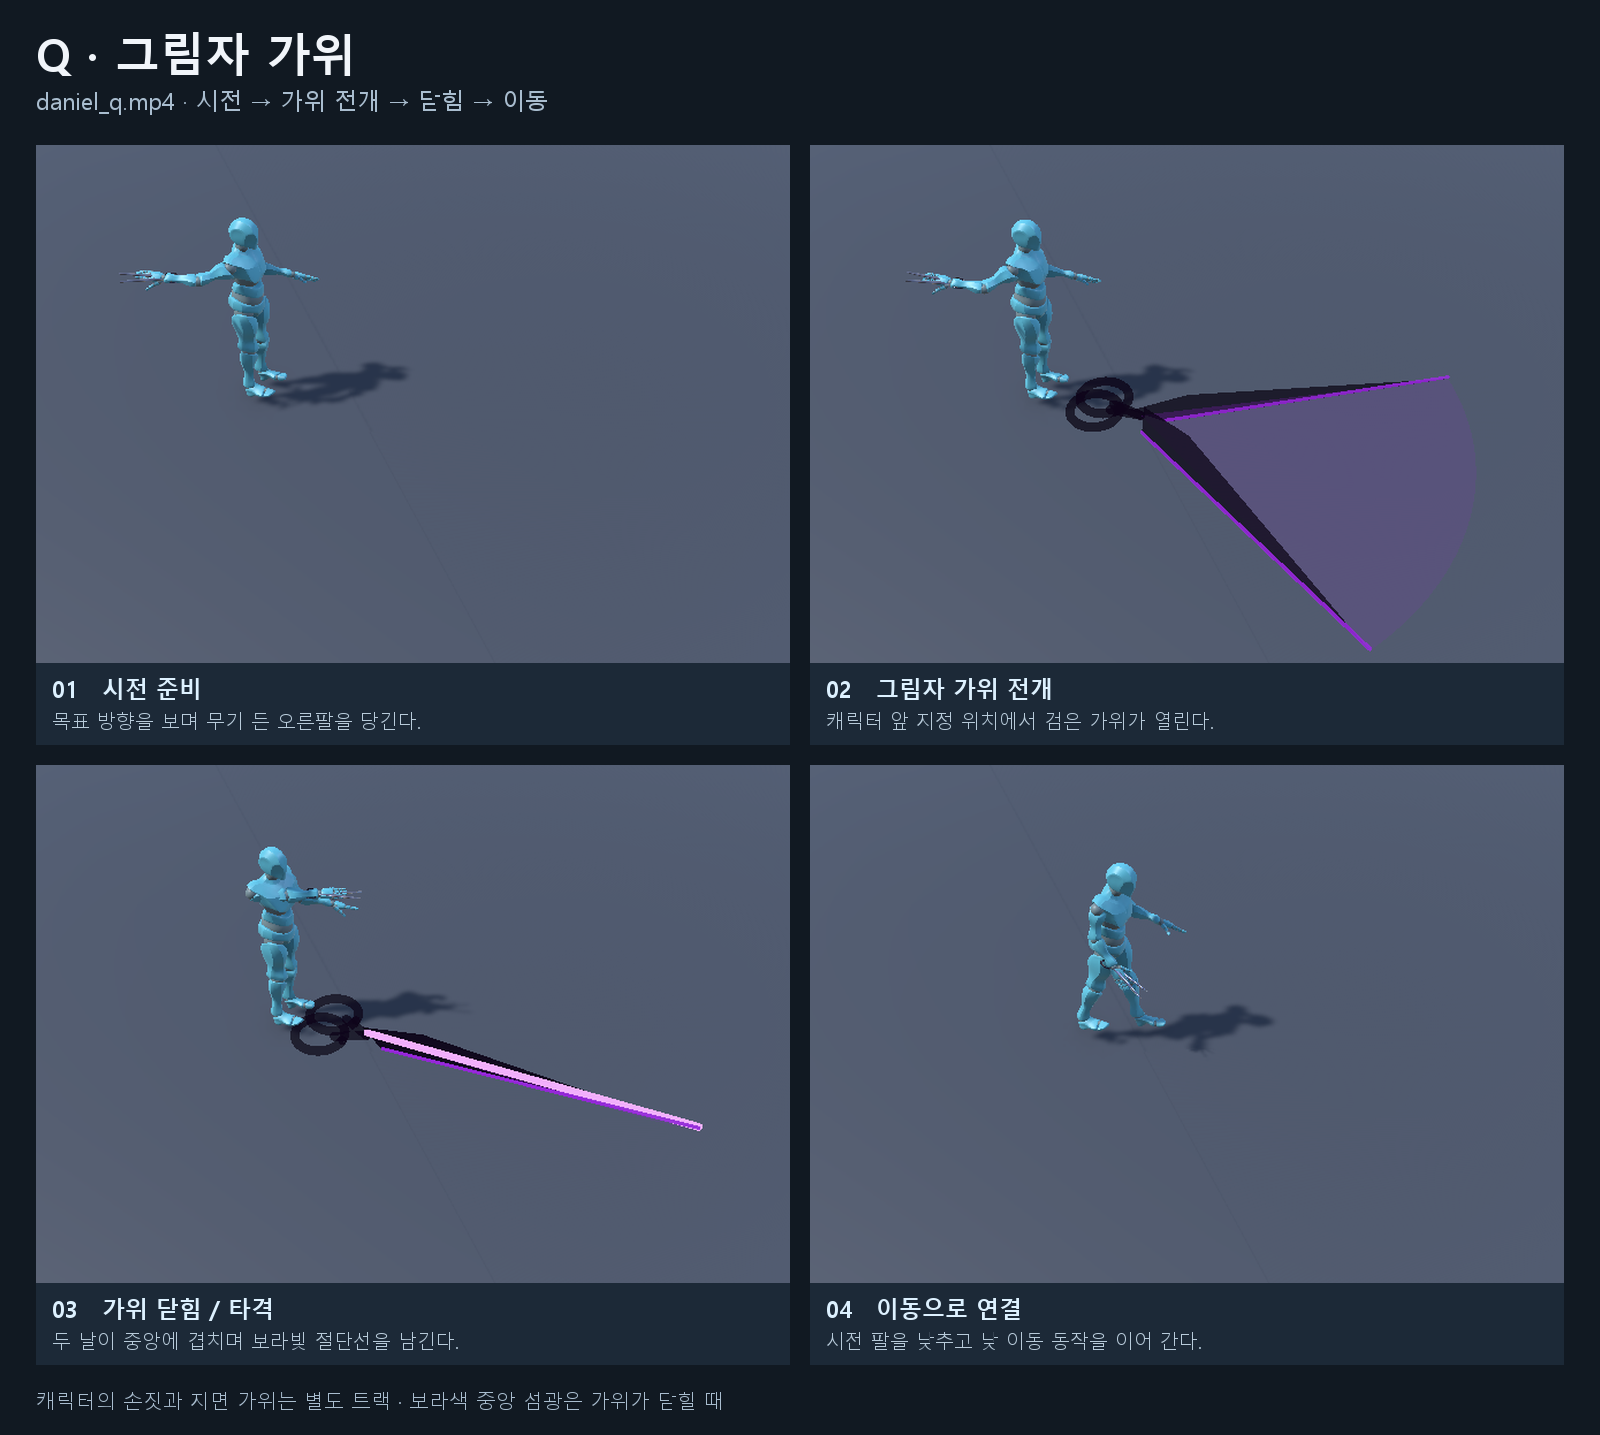 Q · 그림자 가위
daniel_q.mp4 · 시전 → 가위 전개 → 닫힘 → 이동
01 시전 준비
목표 방향을 보며 무기 든 오른팔을 당긴다.
02 그림자 가위 전개
캐릭터 앞 지정 위치에서 검은 가위가 열린다.
03 가위 닫힘 / 타격
두 날이 중앙에 겹치며 보라빛 절단선을 남긴다.
04 이동으로 연결
시전 팔을 낮추고 낮 이동 동작을 이어 간다.
캐릭터의 손짓과 지면 가위는 별도 트랙 · 보라색 중앙 섬광은 가위가 닫힐 때